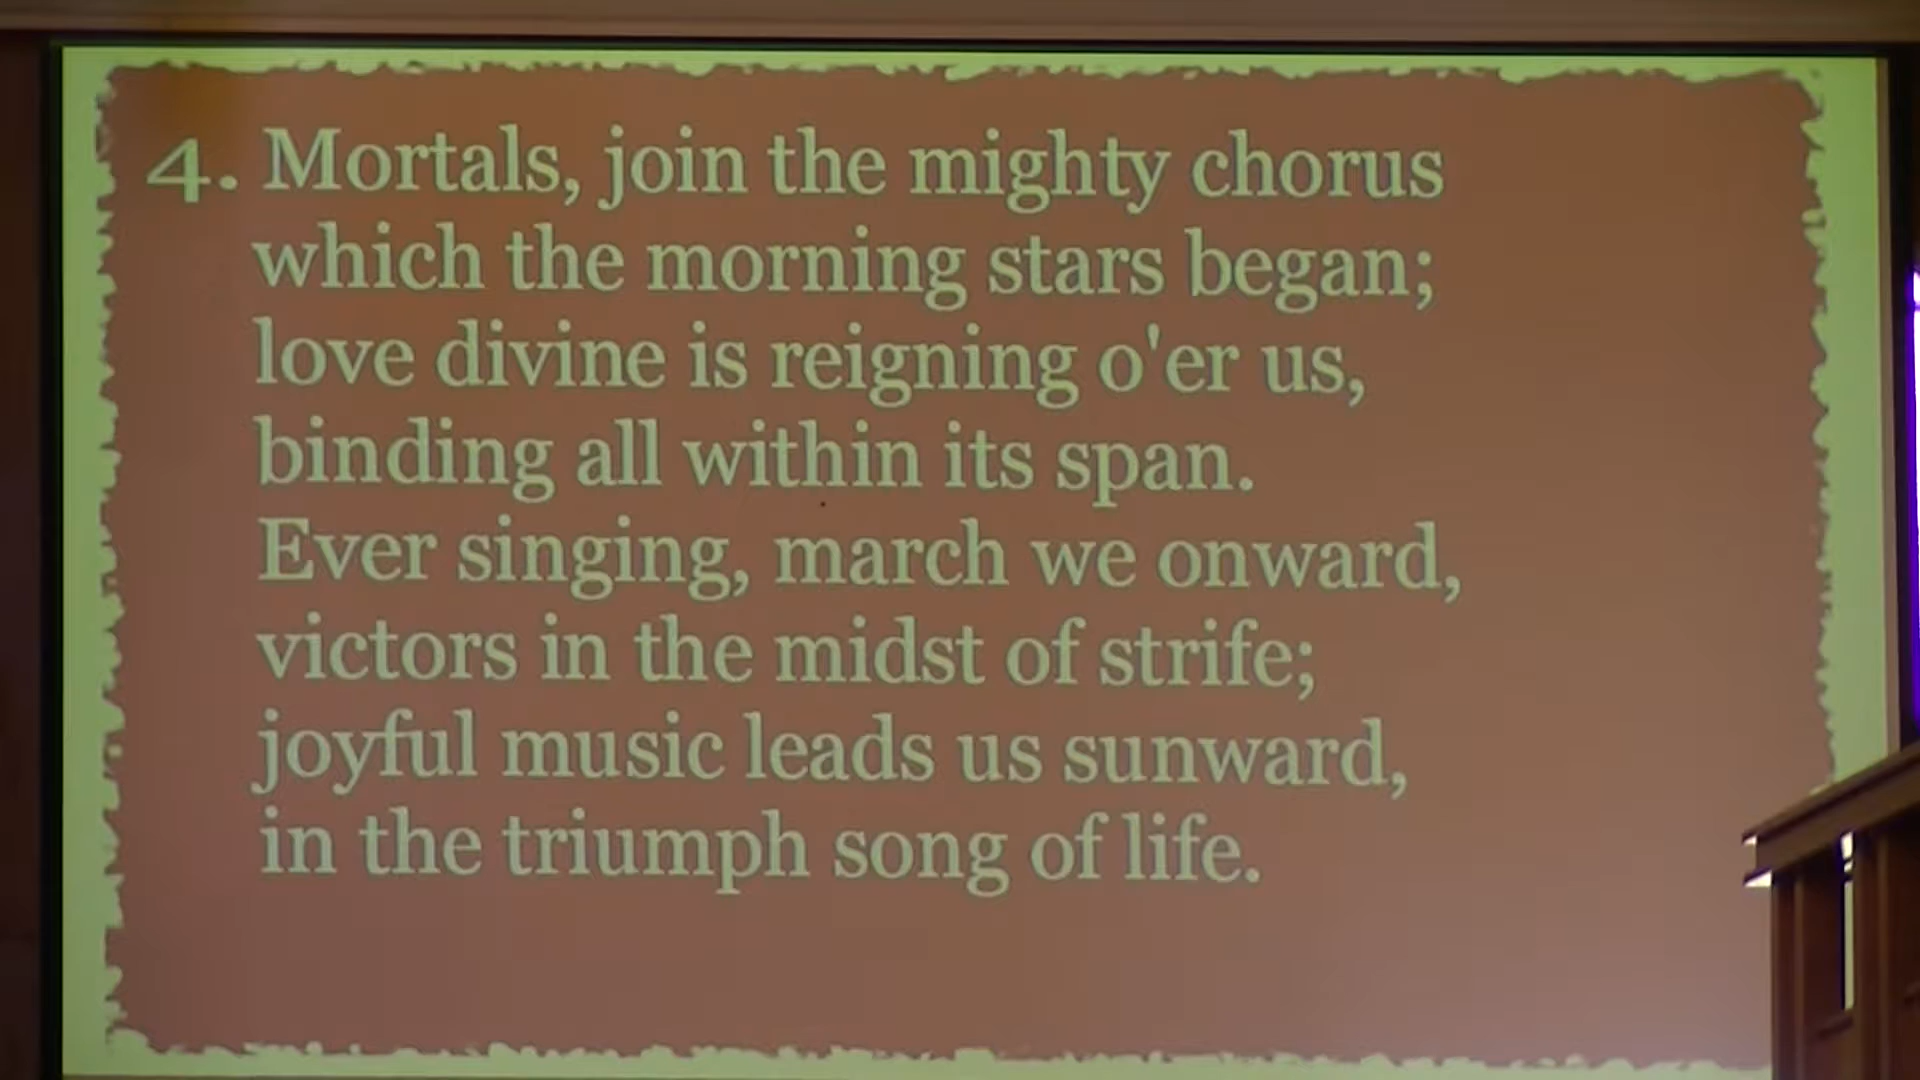 4. Mortals, join the mighty chorus
which the morning stars began;
love divine is reigning o'er us,
binding all within its span.
Ever singing, march we onward,
victors in the midst of strife;
joyful music leads us sunward,
in the triumph song of life.